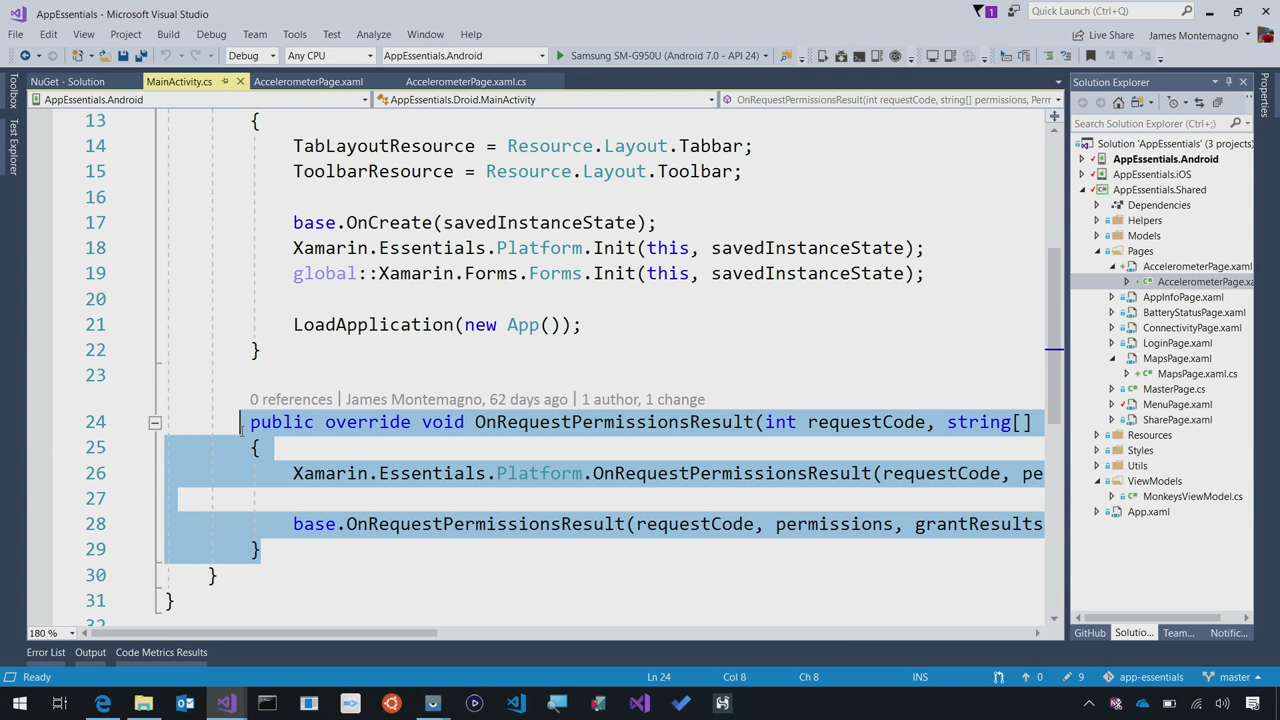 AppEssentials - Microsoft Visual Studio
1
Quick Launch (Ctrl+Q)
File Edit View Project Build Debug Team Tools Test Analyze Window Help
Live Share James Montemagno
Debug Any CPU AppEssentials.Android Samsung SM-G950U (Android 7.0 - API 24)
Toolbox
Test Explorer
NuGet - Solution MainActivity.cs AccelerometerPage.xaml AccelerometerPage.xaml.cs
AppEssentials.Android AppEssentials.Droid.MainActivity OnRequestPermissionsResult(int requestCode, string[] permissions, Perm
13 {
14 TabLayoutResource = Resource.Layout.Tabbar;
15 ToolbarResource = Resource.Layout.Toolbar;
16
17 base.OnCreate(savedInstanceState);
18 Xamarin.Essentials.Platform.Init(this, savedInstanceState);
19 global::Xamarin.Forms.Forms.Init(this, savedInstanceState);
20
21 LoadApplication(new App());
22 }
23
0 references | James Montemagno, 62 days ago | 1 author, 1 change
24 public override void OnRequestPermissionsResult(int requestCode, string[]
25 {
26 Xamarin.Essentials.Platform.OnRequestPermissionsResult(requestCode, pe
27
28 base.OnRequestPermissionsResult(requestCode, permissions, grantResults
29 }
30 }
31 }
32
180 %
Solution Explorer
Search Solution Explorer (Ctrl+;)
Solution 'AppEssentials' (3 projects)
AppEssentials.Android
AppEssentials.iOS
AppEssentials.Shared
Dependencies
Helpers
Models
Pages
AccelerometerPage.xaml
AccelerometerPage.xa
AppInfoPage.xaml
BatteryStatusPage.xaml
ConnectivityPage.xaml
LoginPage.xaml
MapsPage.xaml
MapsPage.xaml.cs
MasterPage.cs
MenuPage.xaml
SharePage.xaml
Resources
Styles
Utils
ViewModels
MonkeysViewModel.cs
App.xaml
GitHub Solutio... Team... Notific...
Properties
Error List Output Code Metrics Results
Ready Ln 24 Col 8 Ch 8 INS 0 9 app-essentials master